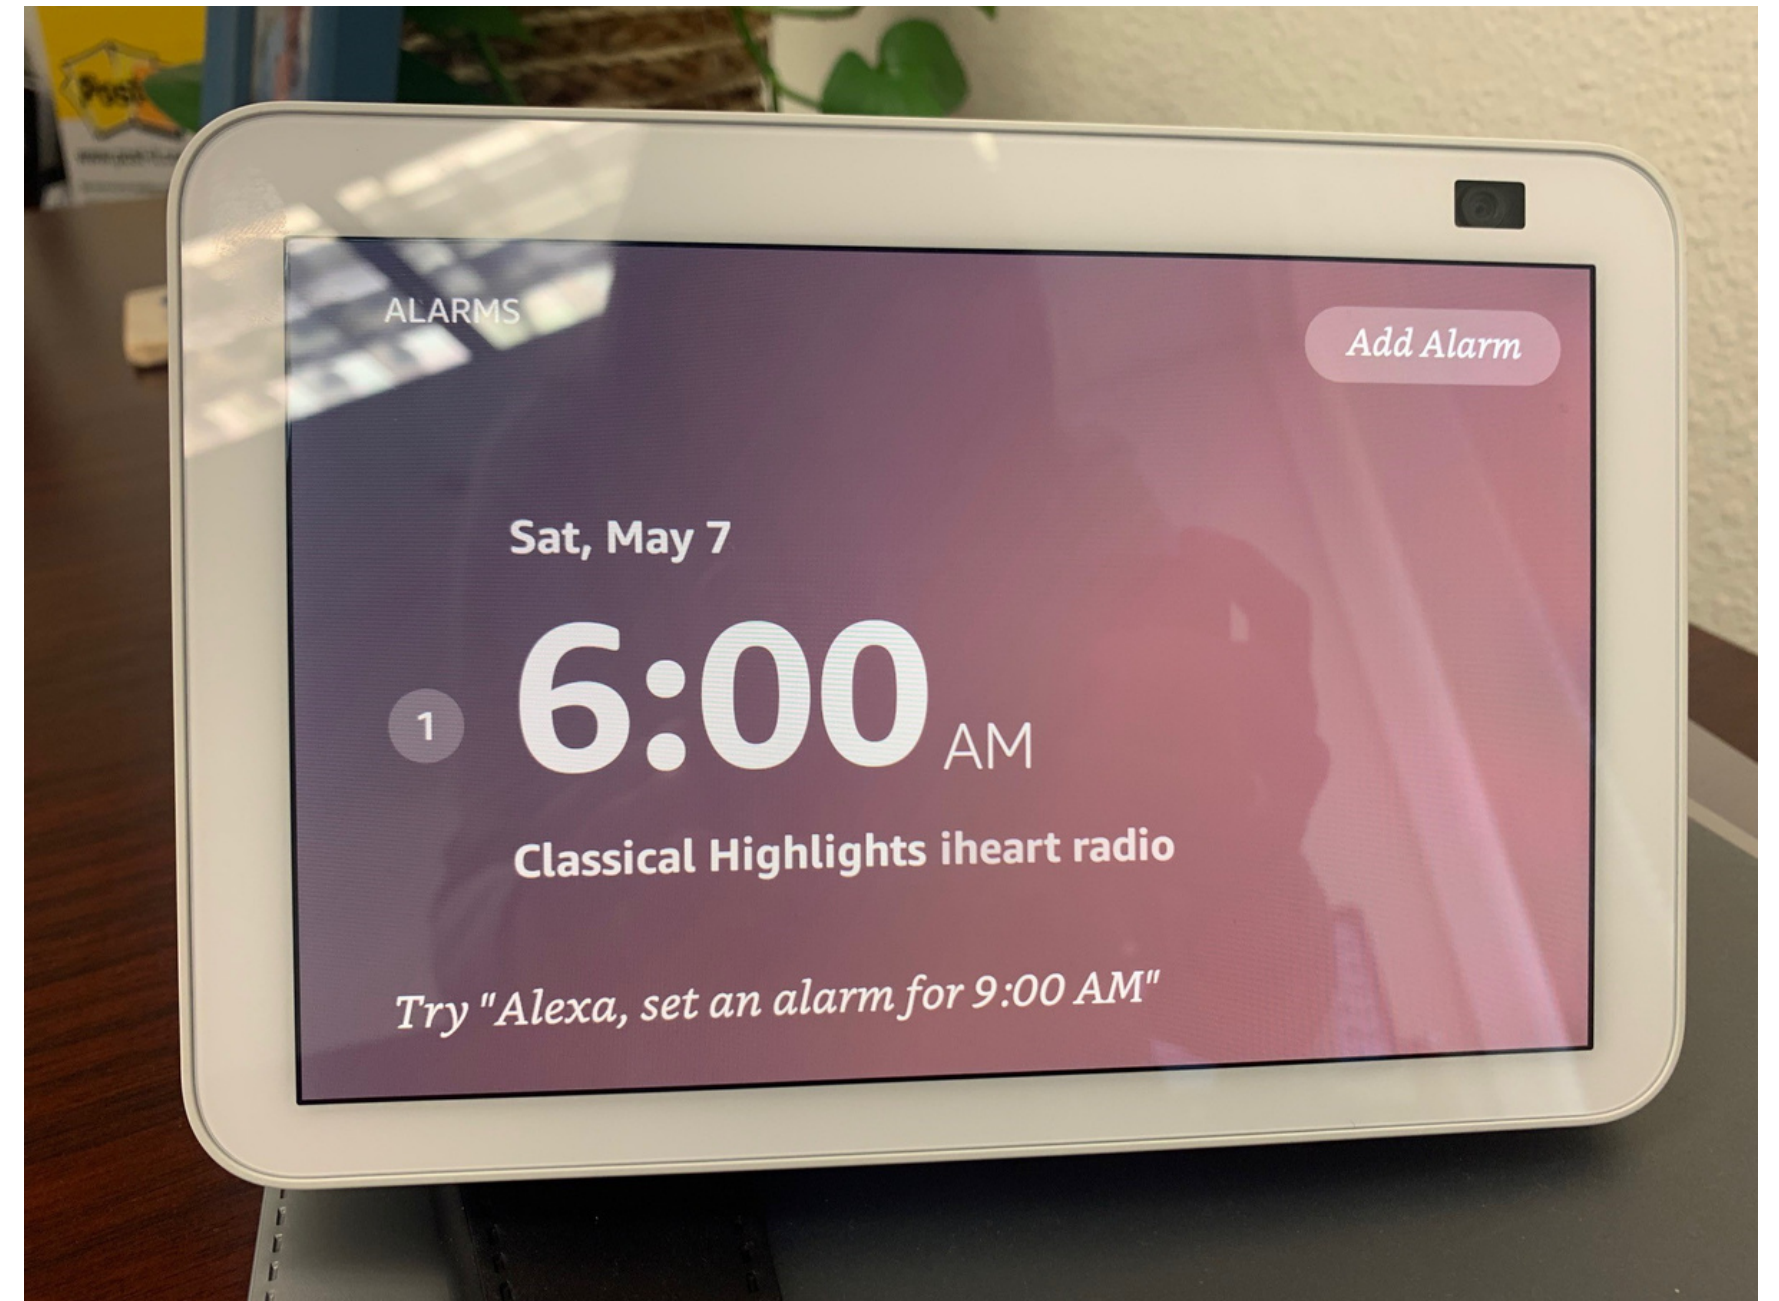 Post
ALARMS
Add Alarm
Sat, May 7
1
6:00 AM
Classical Highlights iheart radio
Try "Alexa, set an alarm for 9:00 AM"